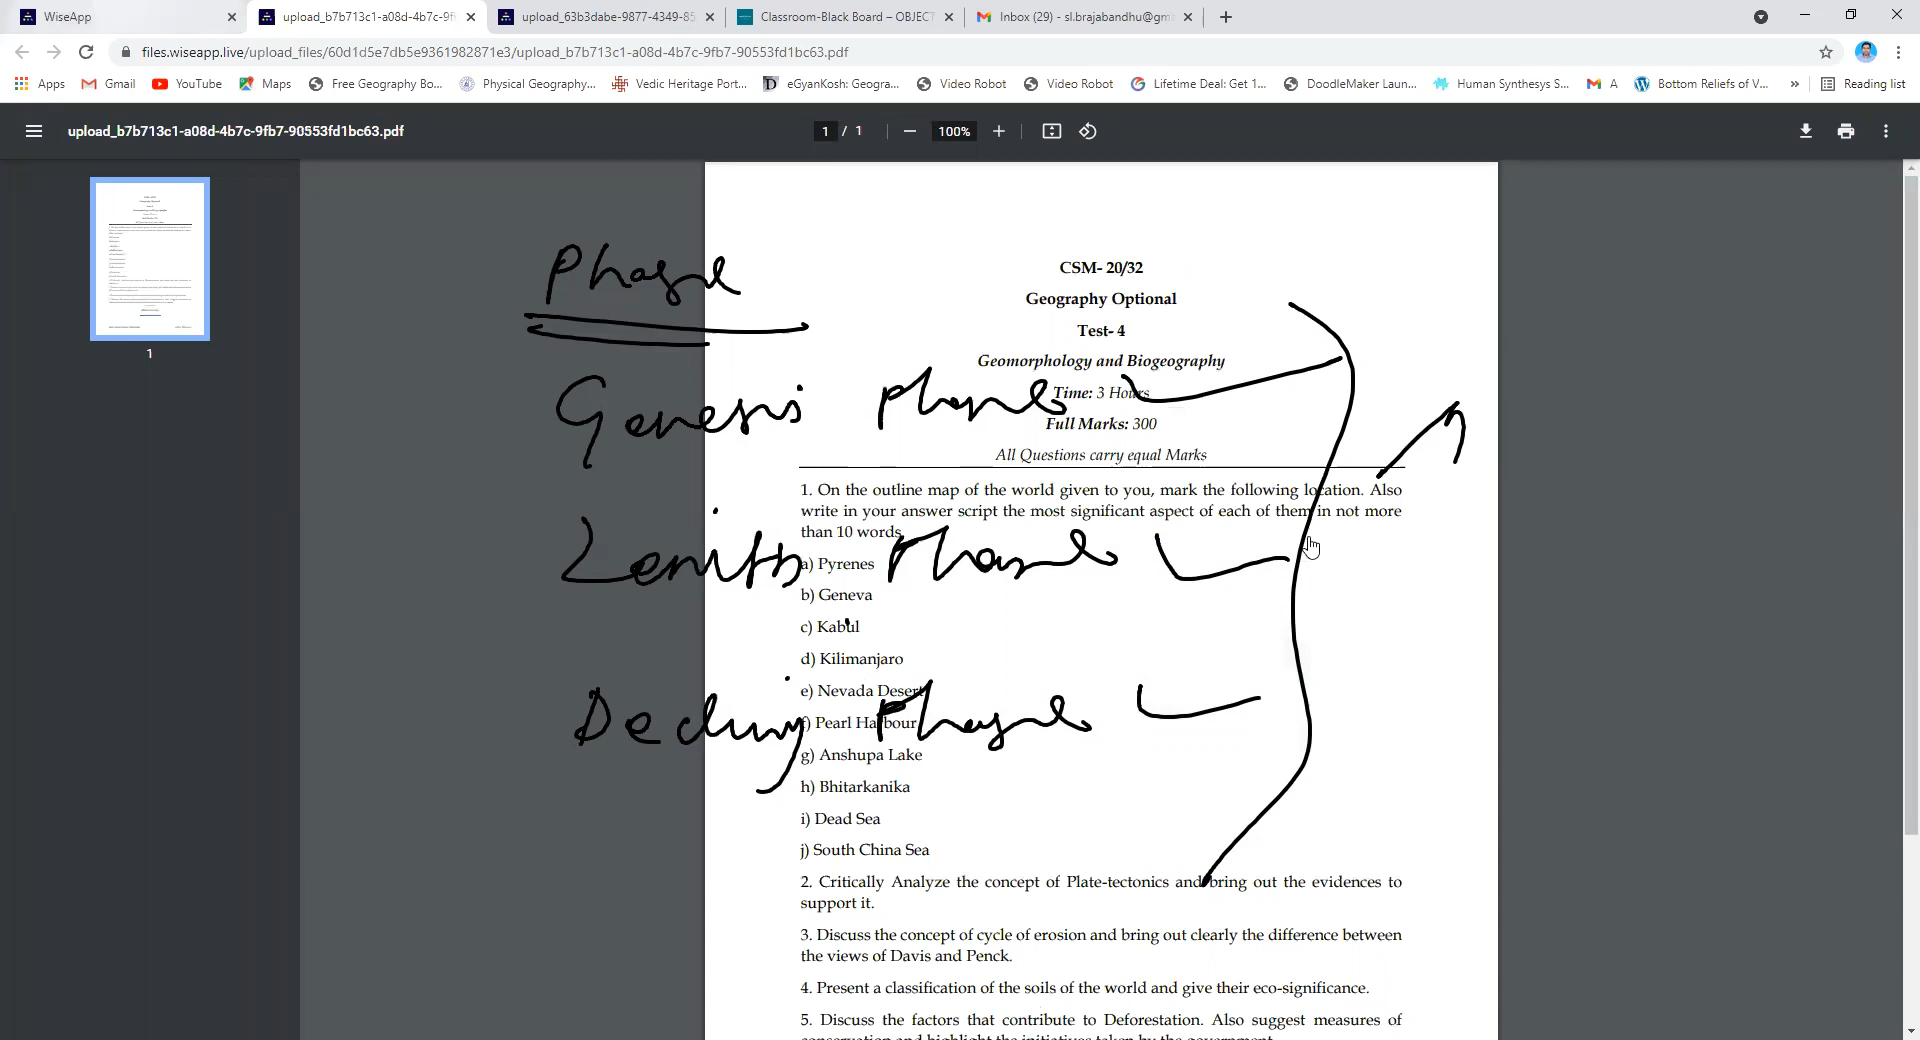 WiseApp
upload_b7b713c1-a08d-4b7c-9f
upload_63b3dabe-9877-4349-85
Classroom-Black Board – OBJECT
Inbox (29) - sl.brajabandhu@gm
files.wiseapp.live/upload_files/60d1d5e7db5e9361982871e3/upload_b7b713c1-a08d-4b7c-9fb7-90553fd1bc63.pdf
Apps Gmail YouTube Maps Free Geography Bo... Physical Geography... Vedic Heritage Port... eGyanKosh: Geogra... Video Robot Video Robot Lifetime Deal: Get 1... DoodleMaker Laun... Human Synthesys S... A Bottom Reliefs of V... » Reading list
upload_b7b713c1-a08d-4b7c-9fb7-90553fd1bc63.pdf 1 / 1 100%
1
Phase
Genesis Phase
Zenith Phase
Phase
CSM- 20/32
Geography Optional
Test- 4
Geomorphology and Biogeography
Time: 3 Hours
Full Marks: 300
All Questions carry equal Marks
1. On the outline map of the world given to you, mark the following location. Also
write in your answer script the most significant aspect of each of them in not more
than 10 words
a) Pyrenes
b) Geneva
c) Kabul
d) Kilimanjaro
e) Nevada Desert
f) Pearl Harbour
g) Anshupa Lake
h) Bhitarkanika
i) Dead Sea
j) South China Sea
2. Critically Analyze the concept of Plate-tectonics and bring out the evidences to
support it.
3. Discuss the concept of cycle of erosion and bring out clearly the difference between
the views of Davis and Penck.
4. Present a classification of the soils of the world and give their eco-significance.
5. Discuss the factors that contribute to Deforestation. Also suggest measures of
conservation and highlight the initiatives taken by the government.